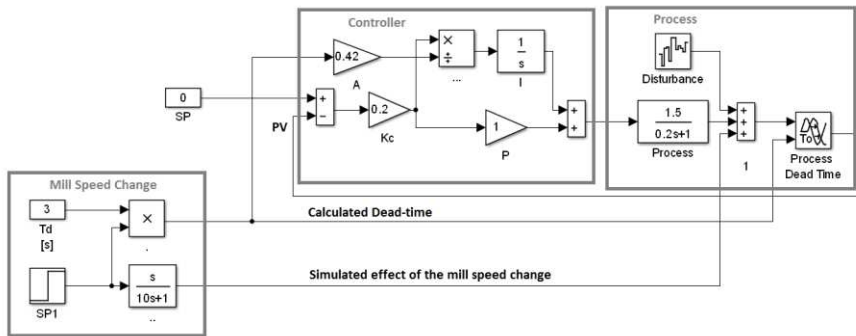 Controller
Process
0.42
A
×
÷
...
1
s
I
Disturbance
0
SP
+
−
PV
0.2
Kc
1
P
+
+
1.5
0.2s+1
Process
+
+
+
1
To
Process
Dead Time
Mill Speed Change
3
Td
[s]
×
.
Calculated Dead-time
SP1
s
10s+1
..
Simulated effect of the mill speed change